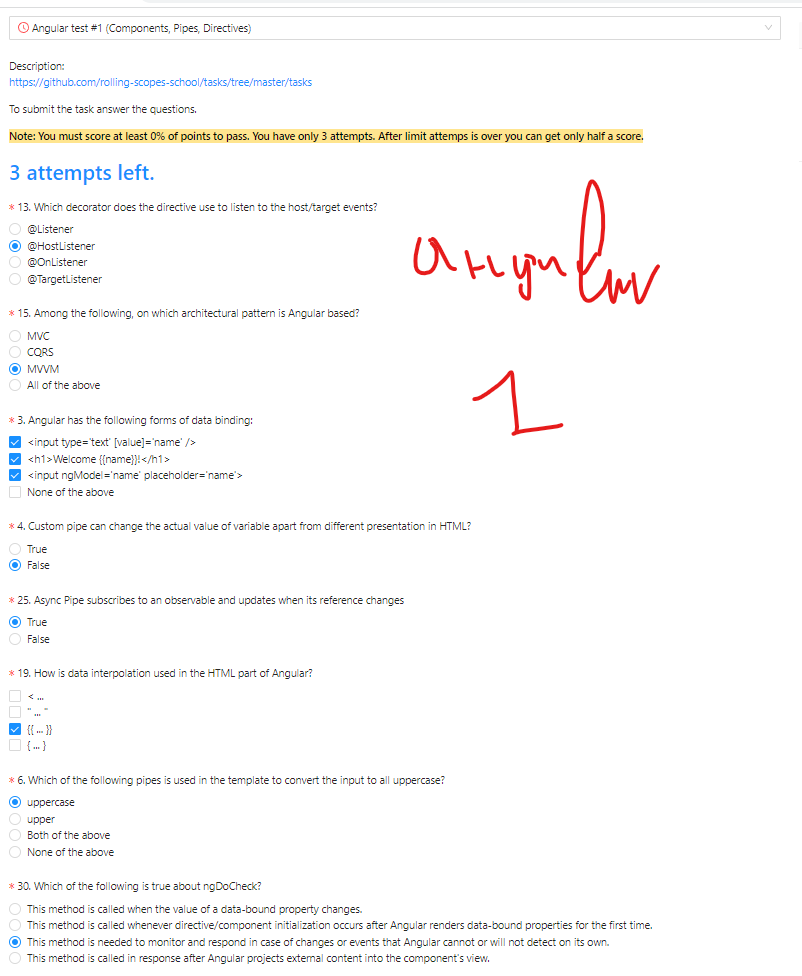 Angular test #1 (Components, Pipes, Directives)
Description:
https://github.com/rolling-scopes-school/tasks/tree/master/tasks
To submit the task answer the questions.
Note: You must score at least 0% of points to pass. You have only 3 attempts. After limit attemps is over you can get only half a score.
3 attempts left.
* 13. Which decorator does the directive use to listen to the host/target events?
@Listener
@HostListener
@OnListener
@TargetListener
angular
1
* 15. Among the following, on which architectural pattern is Angular based?
MVC
CQRS
MVVM
All of the above
* 3. Angular has the following forms of data binding:
<input type='text' [value]='name' />
<h1>Welcome {{name}}!</h1>
<input ngModel='name' placeholder='name'>
None of the above
* 4. Custom pipe can change the actual value of variable apart from different presentation in HTML?
True
False
* 25. Async Pipe subscribes to an observable and updates when its reference changes
True
False
* 19. How is data interpolation used in the HTML part of Angular?
< ...
" ... "
{{ ... }}
{ ... }
* 6. Which of the following pipes is used in the template to convert the input to all uppercase?
uppercase
upper
Both of the above
None of the above
* 30. Which of the following is true about ngDoCheck?
This method is called when the value of a data-bound property changes.
This method is called whenever directive/component initialization occurs after Angular renders data-bound properties for the first time.
This method is needed to monitor and respond in case of changes or events that Angular cannot or will not detect on its own.
This method is called in response after Angular projects external content into the component's view.